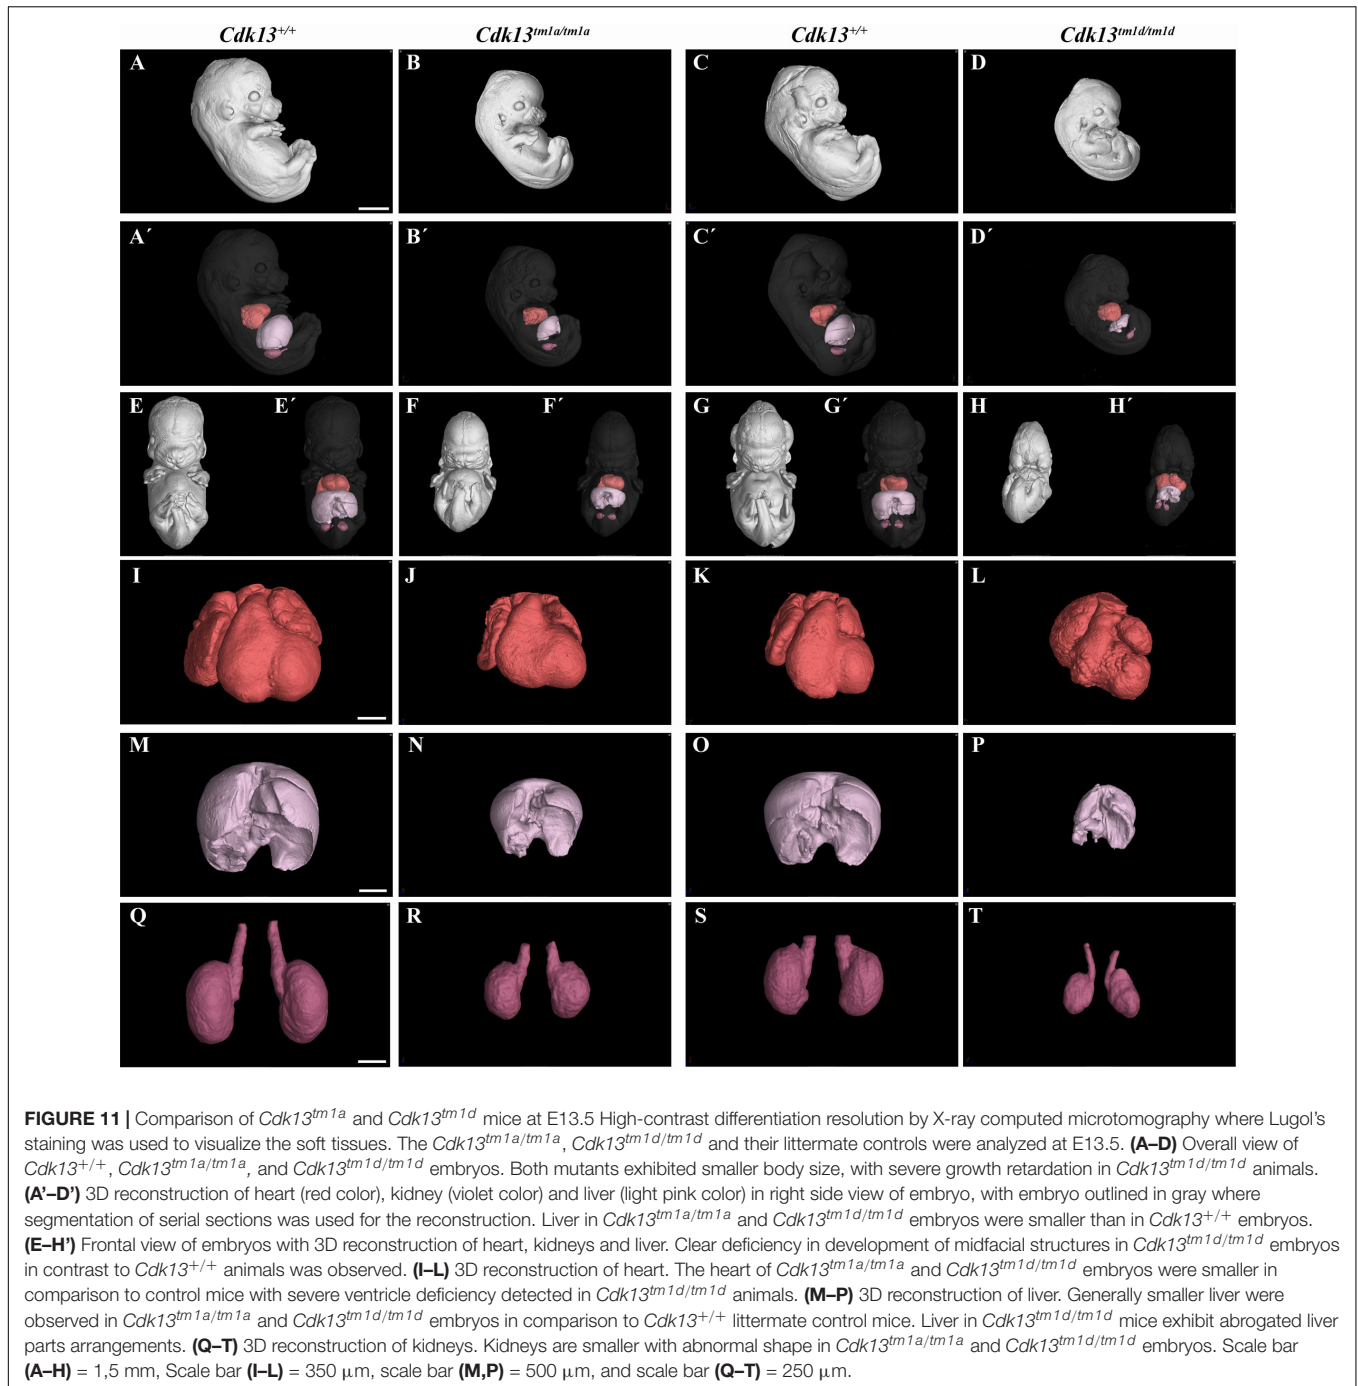 Cdk13+/+ Cdk13tm1a/tm1a Cdk13+/+ Cdk13tm1d/tm1d
A B C D
A´ B´ C´ D´
E E´ F F´ G G´ H H´
I J K L
M N O P
Q R S T
FIGURE 11 | Comparison of Cdk13tm1a and Cdk13tm1d mice at E13.5 High-contrast differentiation resolution by X-ray computed microtomography where Lugol's
staining was used to visualize the soft tissues. The Cdk13tm1a/tm1a, Cdk13tm1d/tm1d and their littermate controls were analyzed at E13.5. (A–D) Overall view of
Cdk13+/+, Cdk13tm1a/tm1a, and Cdk13tm1d/tm1d embryos. Both mutants exhibited smaller body size, with severe growth retardation in Cdk13tm1d/tm1d animals.
(A'–D') 3D reconstruction of heart (red color), kidney (violet color) and liver (light pink color) in right side view of embryo, with embryo outlined in gray where
segmentation of serial sections was used for the reconstruction. Liver in Cdk13tm1a/tm1a and Cdk13tm1d/tm1d embryos were smaller than in Cdk13+/+ embryos.
(E–H') Frontal view of embryos with 3D reconstruction of heart, kidneys and liver. Clear deficiency in development of midfacial structures in Cdk13tm1d/tm1d embryos
in contrast to Cdk13+/+ animals was observed. (I–L) 3D reconstruction of heart. The heart of Cdk13tm1a/tm1a and Cdk13tm1d/tm1d embryos were smaller in
comparison to control mice with severe ventricle deficiency detected in Cdk13tm1d/tm1d animals. (M–P) 3D reconstruction of liver. Generally smaller liver were
observed in Cdk13tm1a/tm1a and Cdk13tm1d/tm1d embryos in comparison to Cdk13+/+ littermate control mice. Liver in Cdk13tm1d/tm1d mice exhibit abrogated liver
parts arrangements. (Q–T) 3D reconstruction of kidneys. Kidneys are smaller with abnormal shape in Cdk13tm1a/tm1a and Cdk13tm1d/tm1d embryos. Scale bar
(A–H) = 1,5 mm, Scale bar (I–L) = 350 μm, scale bar (M,P) = 500 μm, and scale bar (Q–T) = 250 μm.